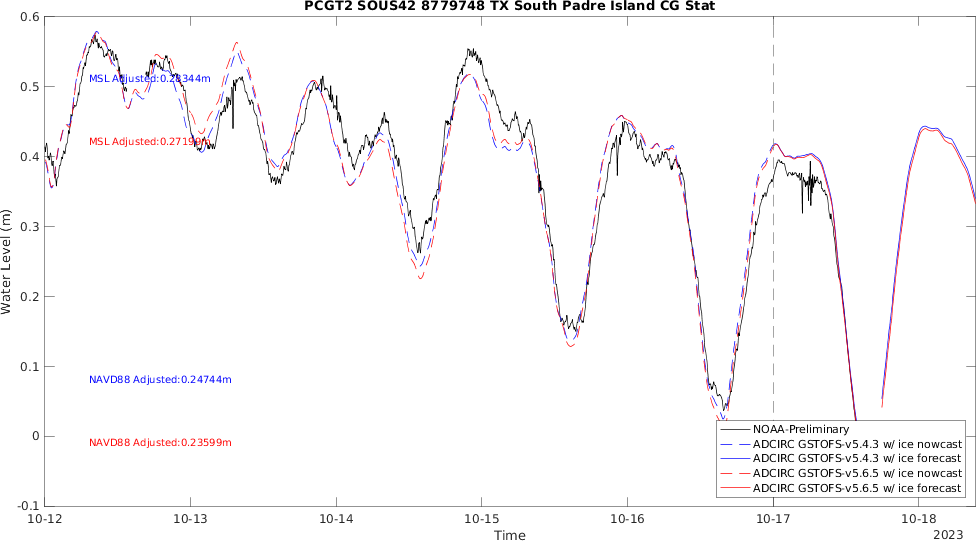 PCGT2 SOUS42 8779748 TX South Padre Island CG Stat
0.6
0.5
0.4
0.3
0.2
0.1
0
-0.1
Water Level (m)
MSL Adjusted:0.28344m
MSL Adjusted:0.27199m
NAVD88 Adjusted:0.24744m
NAVD88 Adjusted:0.23599m
NOAA-Preliminary
ADCIRC GSTOFS-v5.4.3 w/ ice nowcast
ADCIRC GSTOFS-v5.4.3 w/ ice forecast
ADCIRC GSTOFS-v5.6.5 w/ ice nowcast
ADCIRC GSTOFS-v5.6.5 w/ ice forecast
10-12 10-13 10-14 10-15 10-16 10-17 10-18
Time
2023